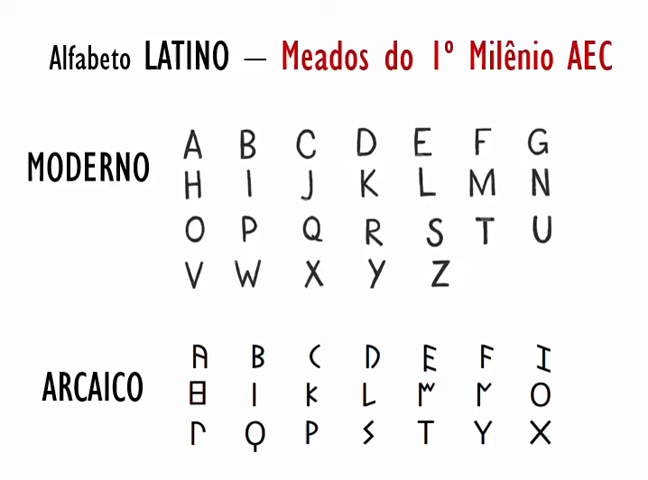 Alfabeto LATINO – Meados do 1º Milênio AEC
MODERNO
A B C D E F G
H I J K L M N
O P Q R S T U
V W X Y Z
ARCAICO
A B C D E F I
𐌇 I K L 𐌌 𐌍 O
𐌐 Ϙ P S T Y X